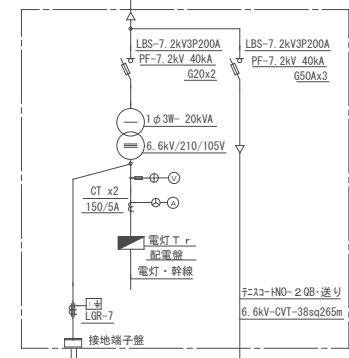 LBS-7.2kV3P200A
PF-7.2kV 40kA
G20x2
LBS-7.2kV3P200A
PF-7.2kV 40kA
G50Ax3
1φ3W- 20kVA
6.6kV/210/105V
V
CT x2
150/5A
A
電灯Tr
配電盤
電灯・幹線
テニスコートNO-2QB・送り
6.6kV-CVT-38sq265m
LGR-7
接地端子盤